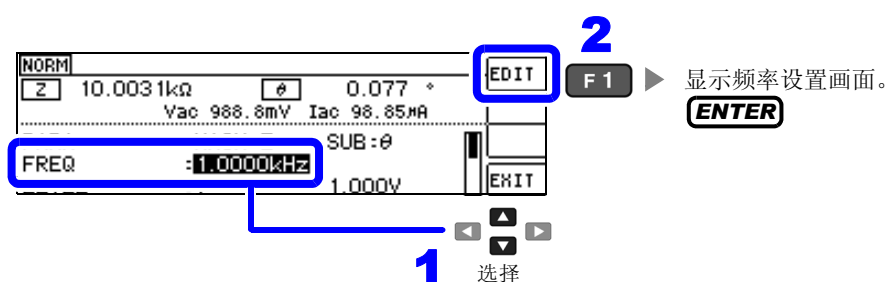 2
NORM
EDIT
Z 10.0031kΩ θ 0.077 °
F1
显示频率设置画面。
Vac 988.8mV Iac 98.85μA
ENTER
SUB:θ
FREQ :1.0000kHz
1.000V
EXIT
1
选择